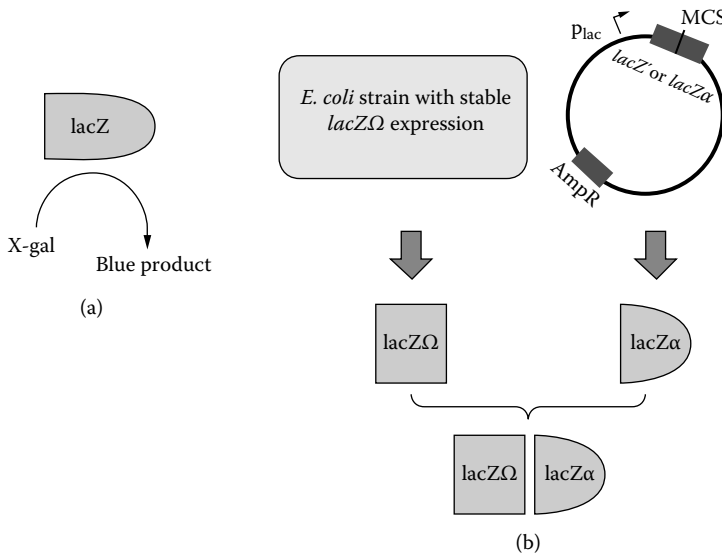 lacZ
X-gal
Blue product
(a)
E. coli strain with stable
lacZΩ expression
Plac
MCS
lacZ' or lacZα
AmpR
lacZΩ
lacZα
lacZΩ
lacZα
(b)